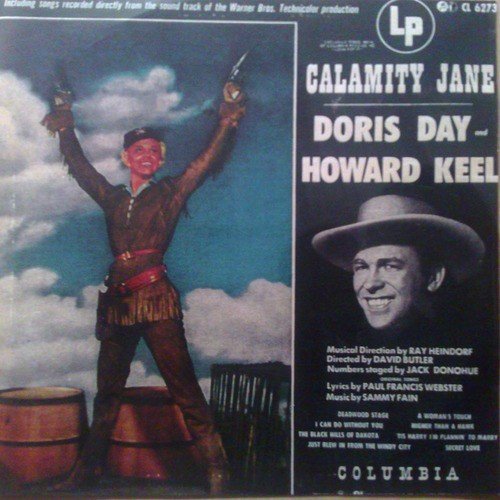 Including songs recorded directly from the sound track of the Warner Bros. Technicolor production
CL 6273
Lp
CALAMITY JANE
DORIS DAY and
HOWARD KEEL
Musical Direction by RAY HEINDORF
Directed by DAVID BUTLER
Numbers staged by JACK DONOHUE
ORIGINAL SONGS
Lyrics by PAUL FRANCIS WEBSTER
Music by SAMMY FAIN
DEADWOOD STAGE
I CAN DO WITHOUT YOU
THE BLACK HILLS OF DAKOTA
JUST BLEW IN FROM THE WINDY CITY
A WOMAN'S TOUCH
HIGHER THAN A HAWK
'TIS HARRY I'M PLANNIN' TO MARRY
SECRET LOVE
COLUMBIA